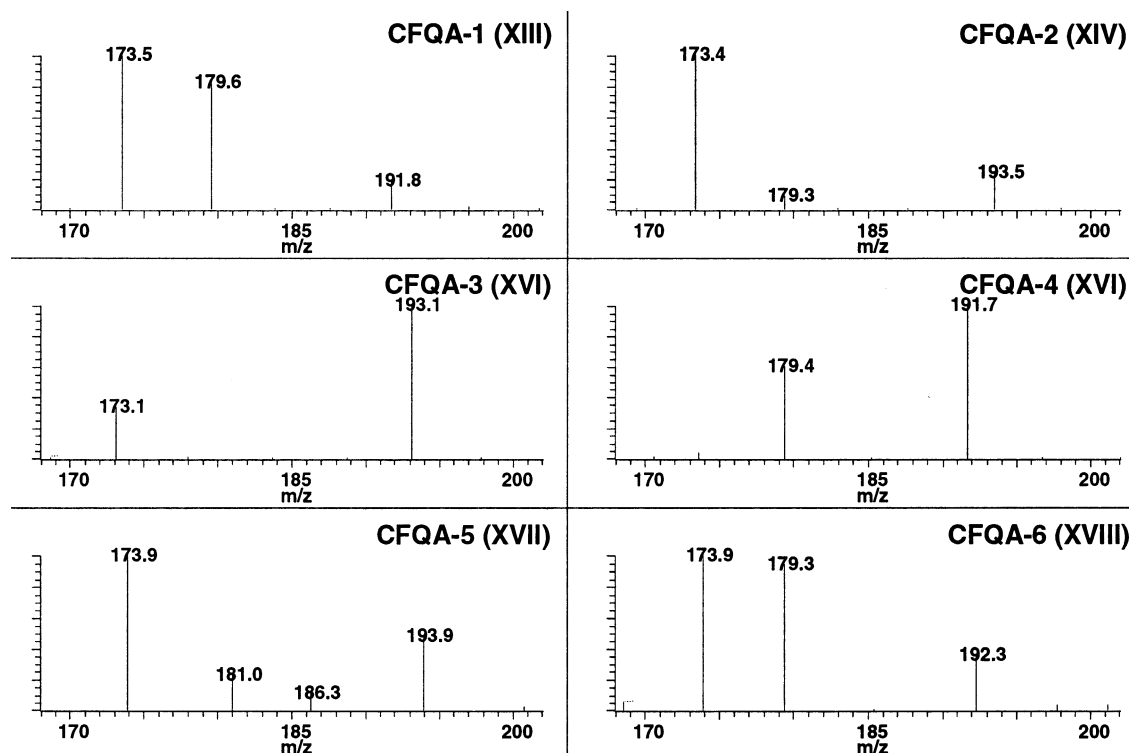 CFQA-1 (XIII)
173.5
179.6
191.8
170 185 200
m/z
CFQA-2 (XIV)
173.4
179.3
193.5
170 185 200
m/z
CFQA-3 (XVI)
193.1
173.1
170 185 200
m/z
CFQA-4 (XVI)
191.7
179.4
170 185 200
m/z
CFQA-5 (XVII)
173.9
181.0
186.3
193.9
170 185 200
m/z
CFQA-6 (XVIII)
173.9
179.3
192.3
170 185 200
m/z